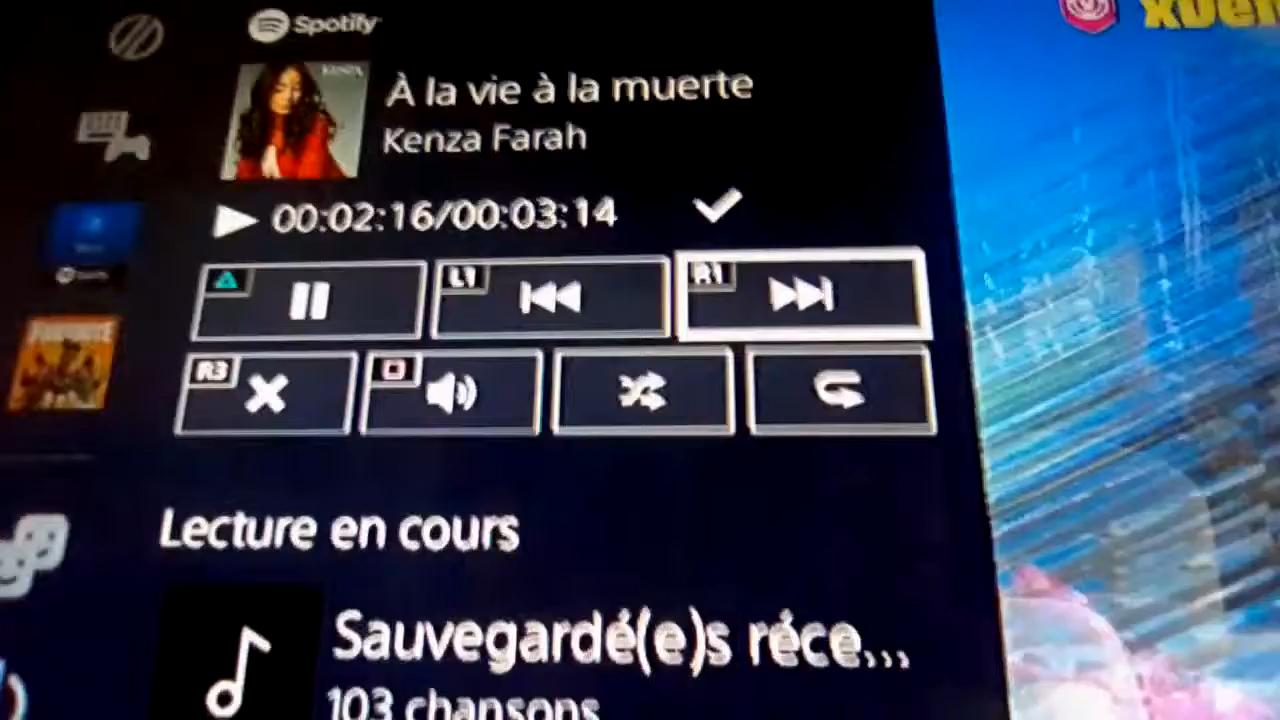 Spotify
À la vie à la muerte
Kenza Farah
00:02:16/00:03:14
L1
R1
R3
FORTNITE
Lecture en cours
Sauvegardé(e)s réce...
103 chansons